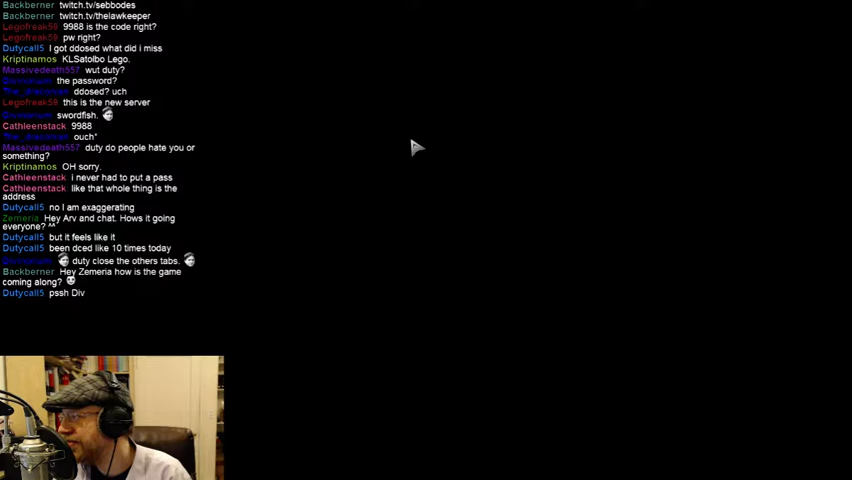 Backberner twitch.tv/sebbodes
Backberner twitch.tv/thelawkeeper
Legofreak59 9988 is the code right?
Legofreak59 pw right?
Dutycall5 I got ddosed what did i miss
Kriptinamos KLSatolbo Lego.
Massivedeath557 wut duty?
the password?
ddosed? uch
Legofreak59 this is the new server
swordfish.
Cathleenstack 9988
ouch*
Massivedeath557 duty do people hate you or
something?
Kriptinamos OH sorry.
Cathleenstack i never had to put a pass
Cathleenstack like that whole thing is the
address
Dutycall5 no I am exaggerating
Zemeria Hey Arv and chat. Hows it going
everyone? ^^
Dutycall5 but it feels like it
Dutycall5 been dced like 10 times today
duty close the others tabs.
Backberner Hey Zemeria how is the game
coming along?
Dutycall5 pssh Div